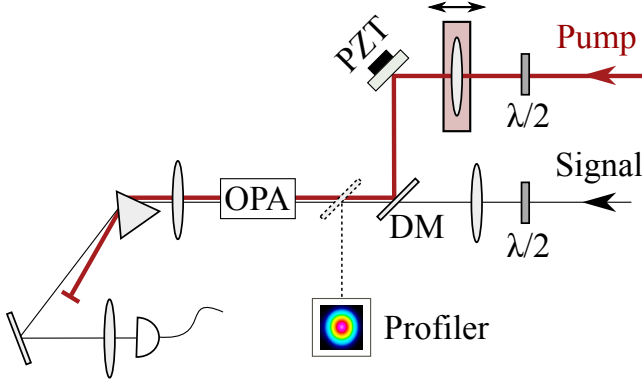 PZT
Pump
λ/2
Signal
OPA
DM
λ/2
Profiler